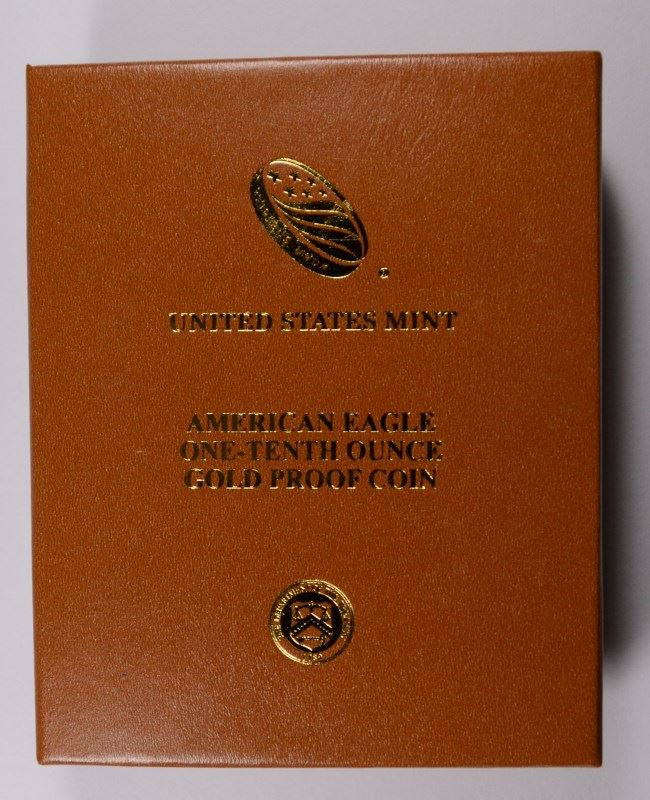 UNITED STATES MINT
AMERICAN EAGLE
ONE-TENTH OUNCE
GOLD PROOF COIN